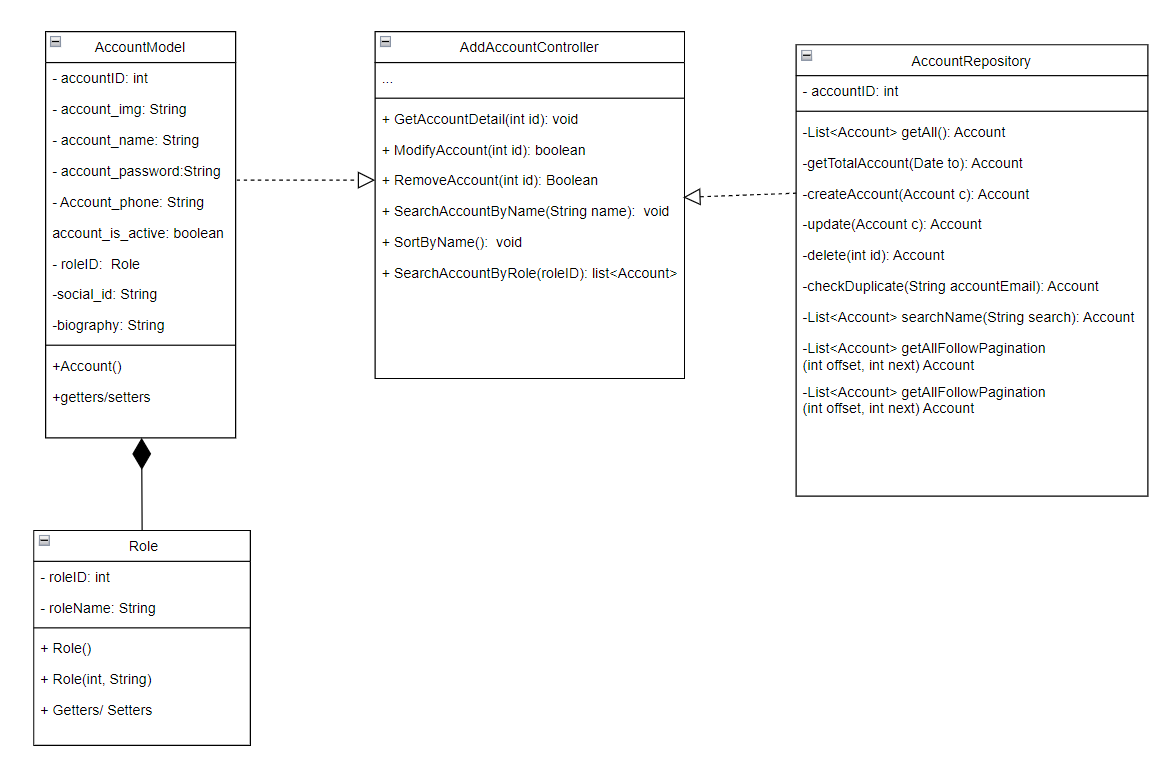 AccountModel
- accountID: int
- account_img: String
- account_name: String
- account_password:String
- Account_phone: String
account_is_active: boolean
- roleID:  Role
-social_id: String
-biography: String
+Account()
+getters/setters
AddAccountController
...
+ GetAccountDetail(int id): void
+ ModifyAccount(int id): boolean
+ RemoveAccount(int id): Boolean
+ SearchAccountByName(String name):  void
+ SortByName():  void
+ SearchAccountByRole(roleID): list<Account>
AccountRepository
- accountID: int
-List<Account> getAll(): Account
-getTotalAccount(Date to): Account
-createAccount(Account c): Account
-update(Account c): Account
-delete(int id): Account
-checkDuplicate(String accountEmail): Account
-List<Account> searchName(String search): Account
-List<Account> getAllFollowPagination
(int offset, int next) Account
-List<Account> getAllFollowPagination
(int offset, int next) Account
Role
- roleID: int
- roleName: String
+ Role()
+ Role(int, String)
+ Getters/ Setters